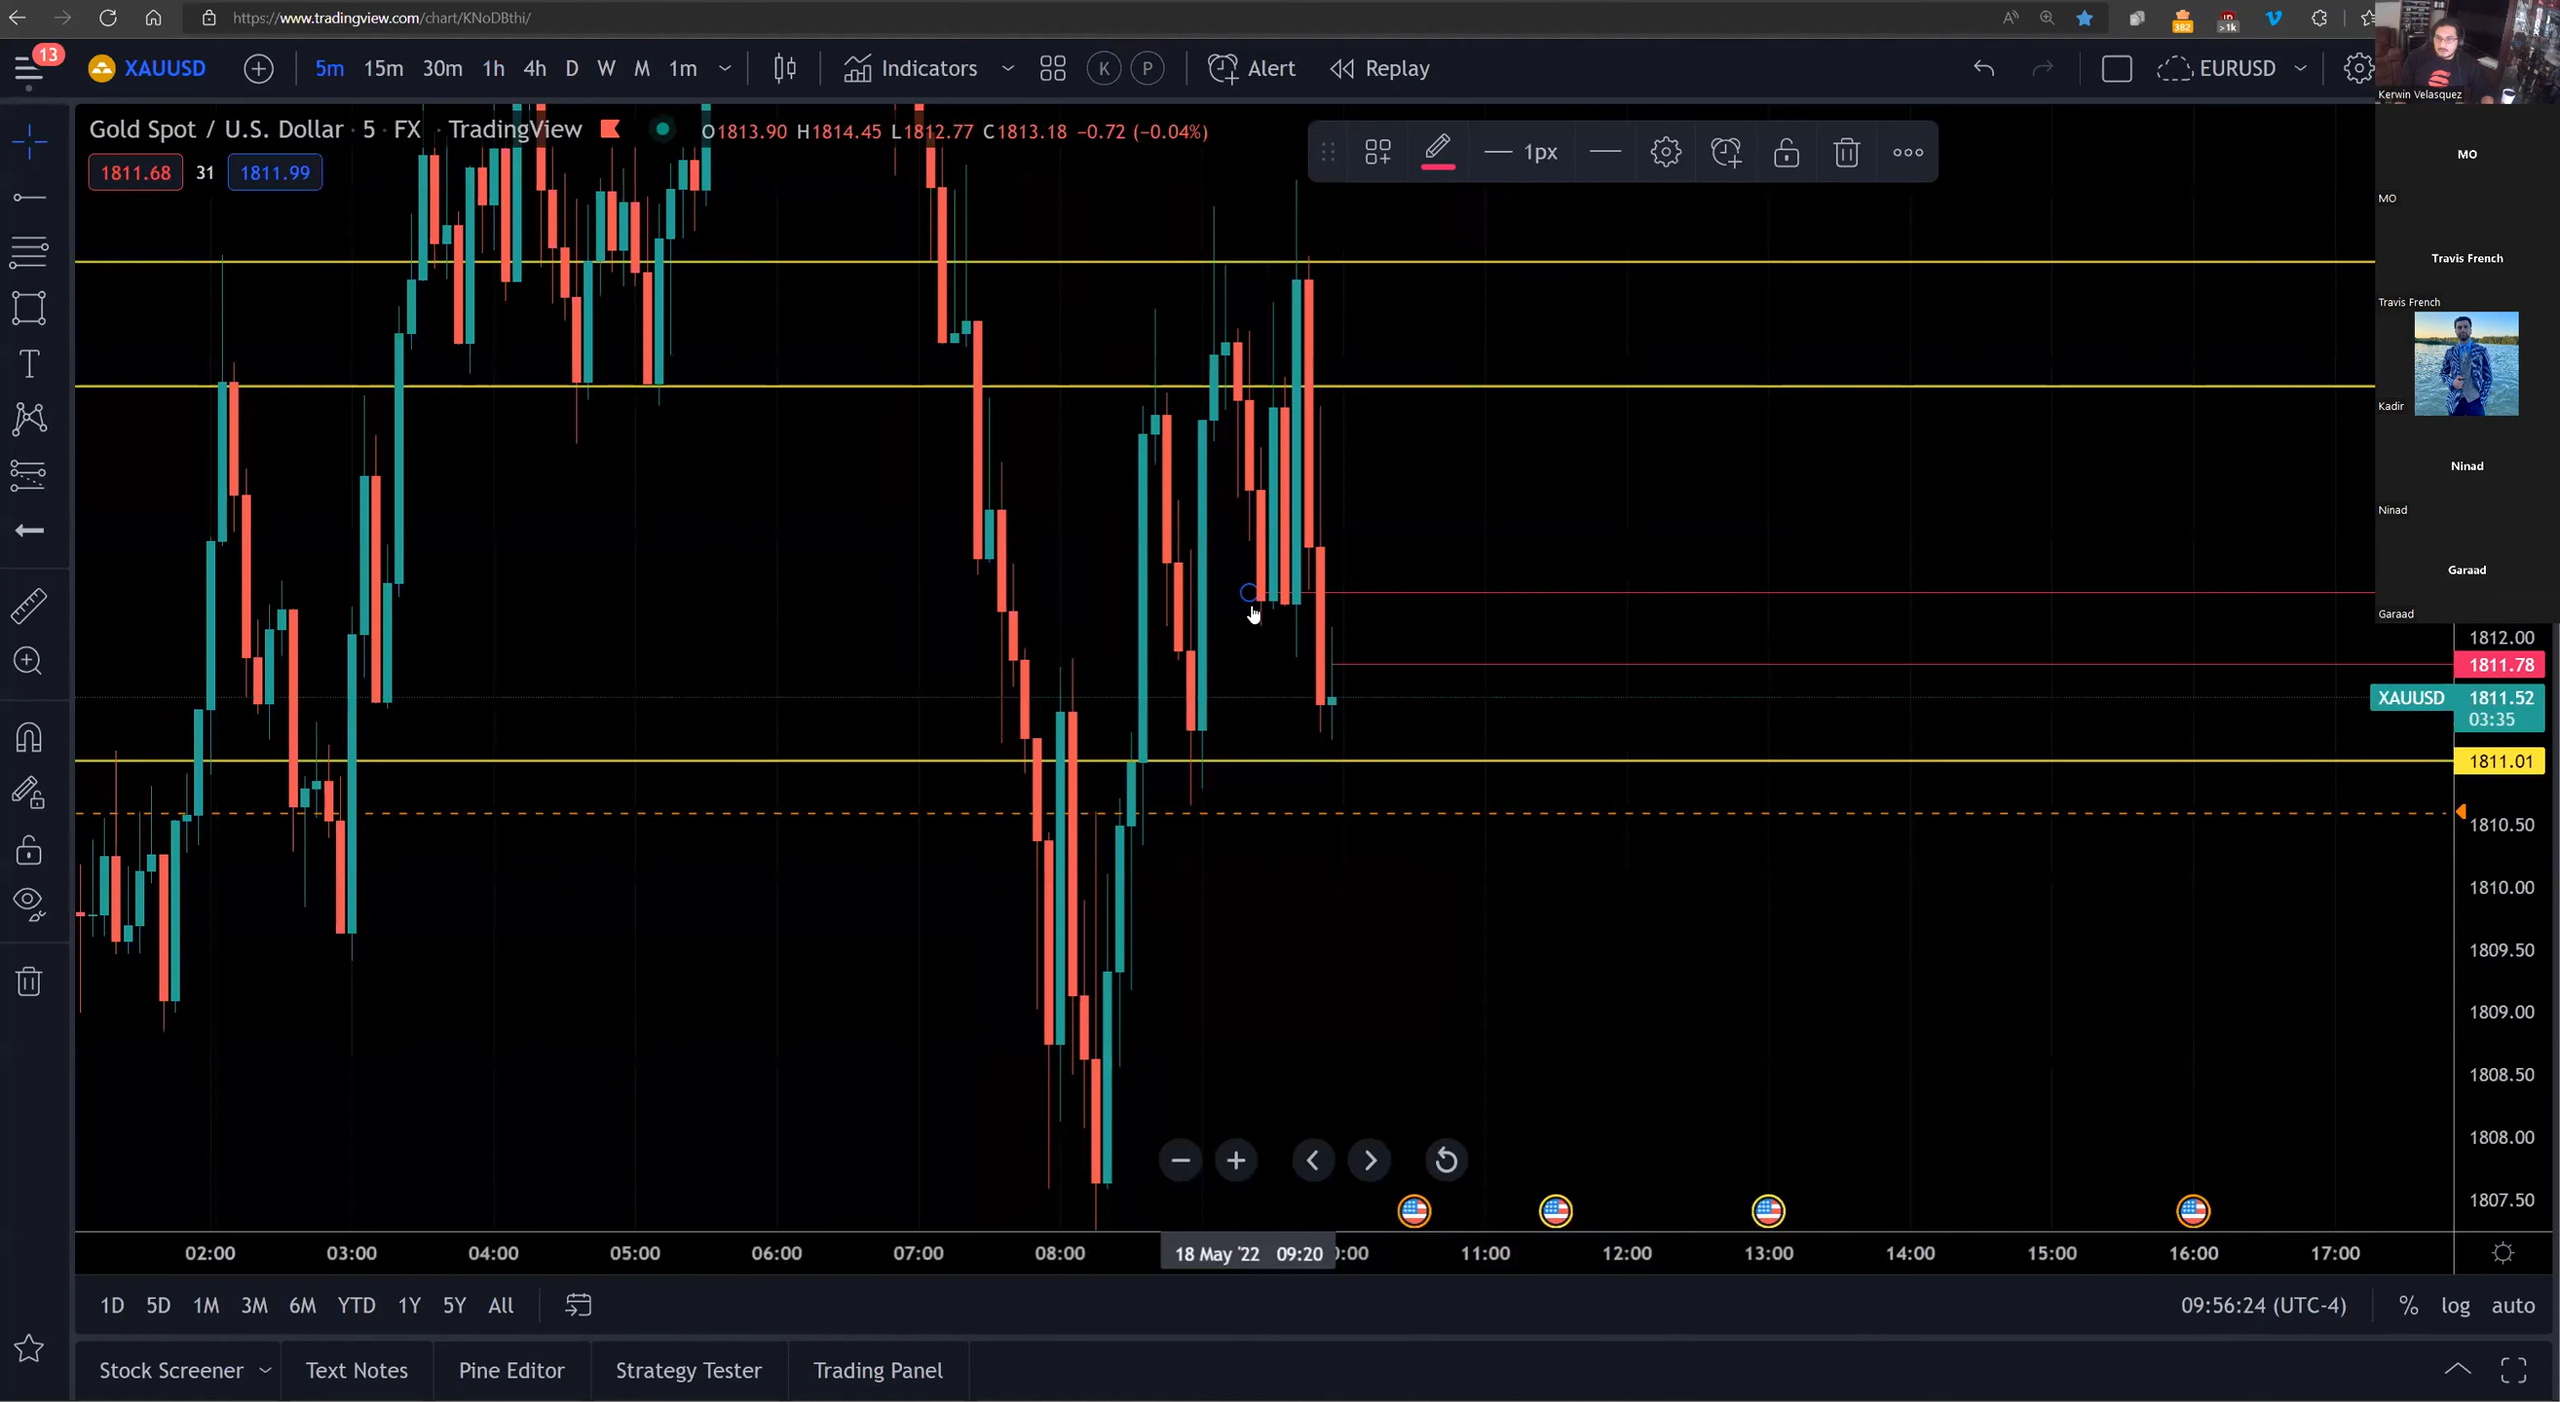 https://www.tradingview.com/chart/KNoDBthi/
382
>1k
13
XAUUSD
5m 15m 30m 1h 4h D W M 1m
Indicators
K P
Alert
Replay
EURUSD
Kerwin Velasquez
Gold Spot / U.S. Dollar · 5 · FX · TradingView
O1813.90 H1814.45 L1812.77 C1813.18 −0.72 (−0.04%)
1811.68 31 1811.99
1px
MO
MO
Travis French
Travis French
Kadir
Ninad
Ninad
Garaad
Garaad
1812.00
1811.78
XAUUSD 1811.52
03:35
1811.01
1810.50
1810.00
1809.50
1809.00
1808.50
1808.00
1807.50
02:00 03:00 04:00 05:00 06:00 07:00 08:00 18 May '22 09:20 0:00 11:00 12:00 13:00 14:00 15:00 16:00 17:00
1D 5D 1M 3M 6M YTD 1Y 5Y All
09:56:24 (UTC-4) % log auto
Stock Screener Text Notes Pine Editor Strategy Tester Trading Panel